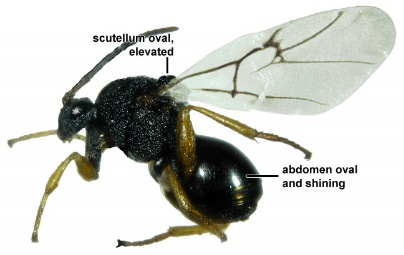 scutellum oval,
elevated
abdomen oval
and shining